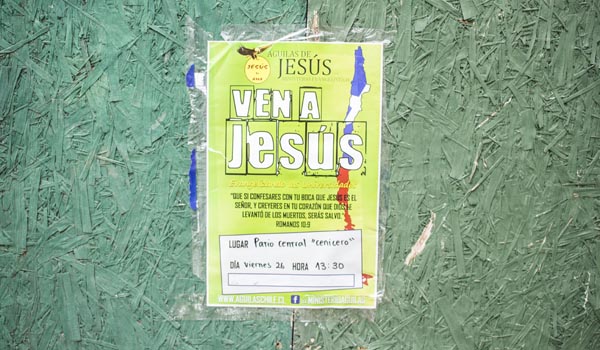 AGUILAS DE
JESÚS
JESÚS
VEN A
Jesús
"QUE SI CONFESARES CON TU BOCA QUE JESÚS ES EL
SEÑOR, Y CREYERES EN TU CORAZÓN QUE DIOS LE
LEVANTÓ DE LOS MUERTOS, SERÁS SALVO."
ROMANOS 10:9
LUGAR Patio central "cenicero"
DÍA viernes 26 HORA 13:30
WWW.AGUILASCHILE.CL